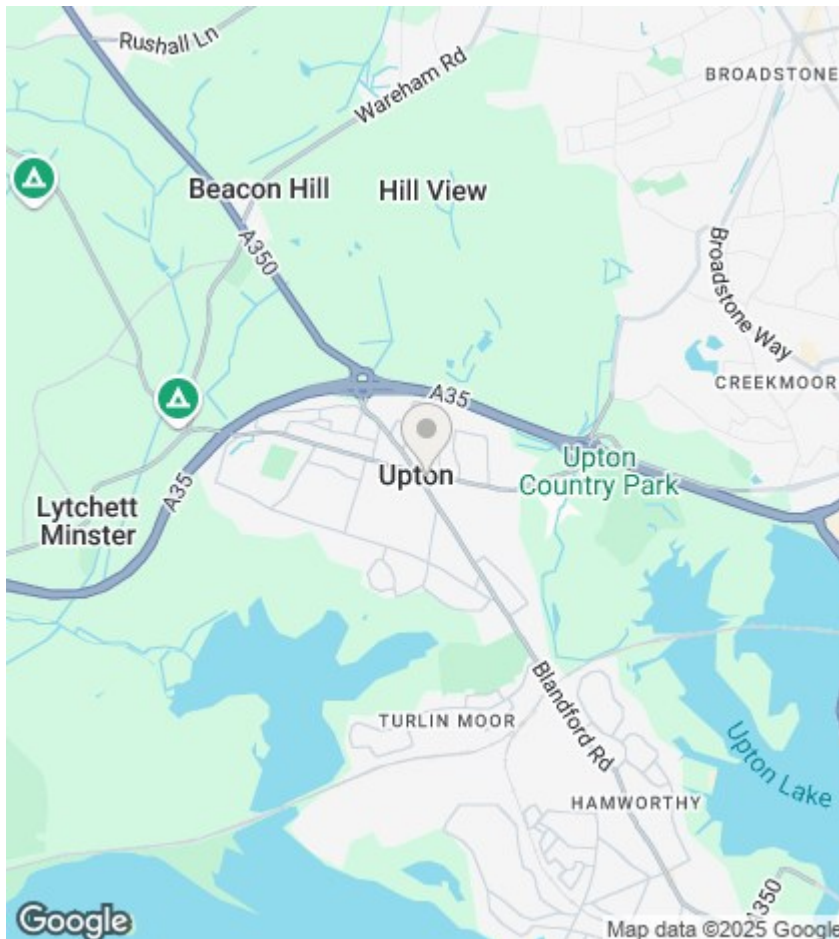 Rushall Ln
Wareham Rd
BROADSTONE
Beacon Hill
Hill View
A350
Broadstone Way
CREEKMOOR
A35
Upton
Upton
Country Park
A35
Lytchett
Minster
Blandford Rd
TURLIN MOOR
Upton Lake
HAMWORTHY
A350
Google
Map data ©2025 Google